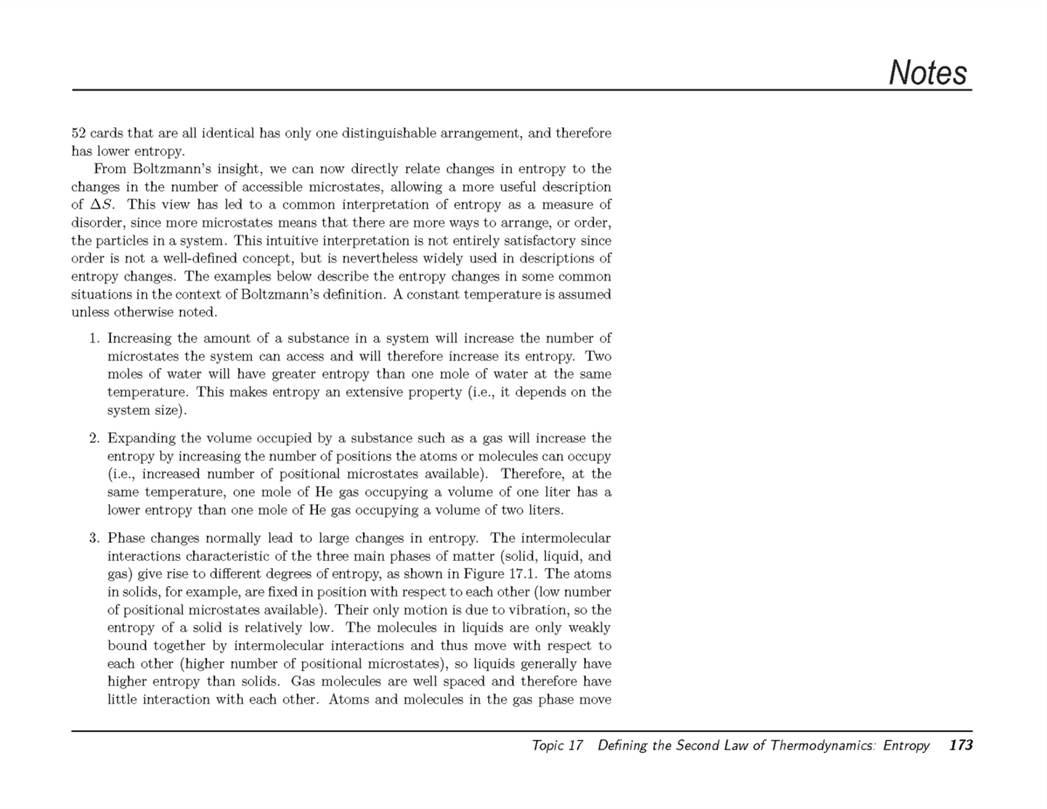 Notes
52 cards that are all identical has only one distinguishable arrangement, and therefore
has lower entropy.
From Boltzmann's insight, we can now directly relate changes in entropy to the
changes in the number of accessible microstates, allowing a more useful description
of ΔS. This view has led to a common interpretation of entropy as a measure of
disorder, since more microstates means that there are more ways to arrange, or order,
the particles in a system. This intuitive interpretation is not entirely satisfactory since
order is not a well-defined concept, but is nevertheless widely used in descriptions of
entropy changes. The examples below describe the entropy changes in some common
situations in the context of Boltzmann's definition. A constant temperature is assumed
unless otherwise noted.
1. Increasing the amount of a substance in a system will increase the number of
microstates the system can access and will therefore increase its entropy. Two
moles of water will have greater entropy than one mole of water at the same
temperature. This makes entropy an extensive property (i.e., it depends on the
system size).
2. Expanding the volume occupied by a substance such as a gas will increase the
entropy by increasing the number of positions the atoms or molecules can occupy
(i.e., increased number of positional microstates available). Therefore, at the
same temperature, one mole of He gas occupying a volume of one liter has a
lower entropy than one mole of He gas occupying a volume of two liters.
3. Phase changes normally lead to large changes in entropy. The intermolecular
interactions characteristic of the three main phases of matter (solid, liquid, and
gas) give rise to different degrees of entropy, as shown in Figure 17.1. The atoms
in solids, for example, are fixed in position with respect to each other (low number
of positional microstates available). Their only motion is due to vibration, so the
entropy of a solid is relatively low. The molecules in liquids are only weakly
bound together by intermolecular interactions and thus move with respect to
each other (higher number of positional microstates), so liquids generally have
higher entropy than solids. Gas molecules are well spaced and therefore have
little interaction with each other. Atoms and molecules in the gas phase move
Topic 17 Defining the Second Law of Thermodynamics: Entropy 173